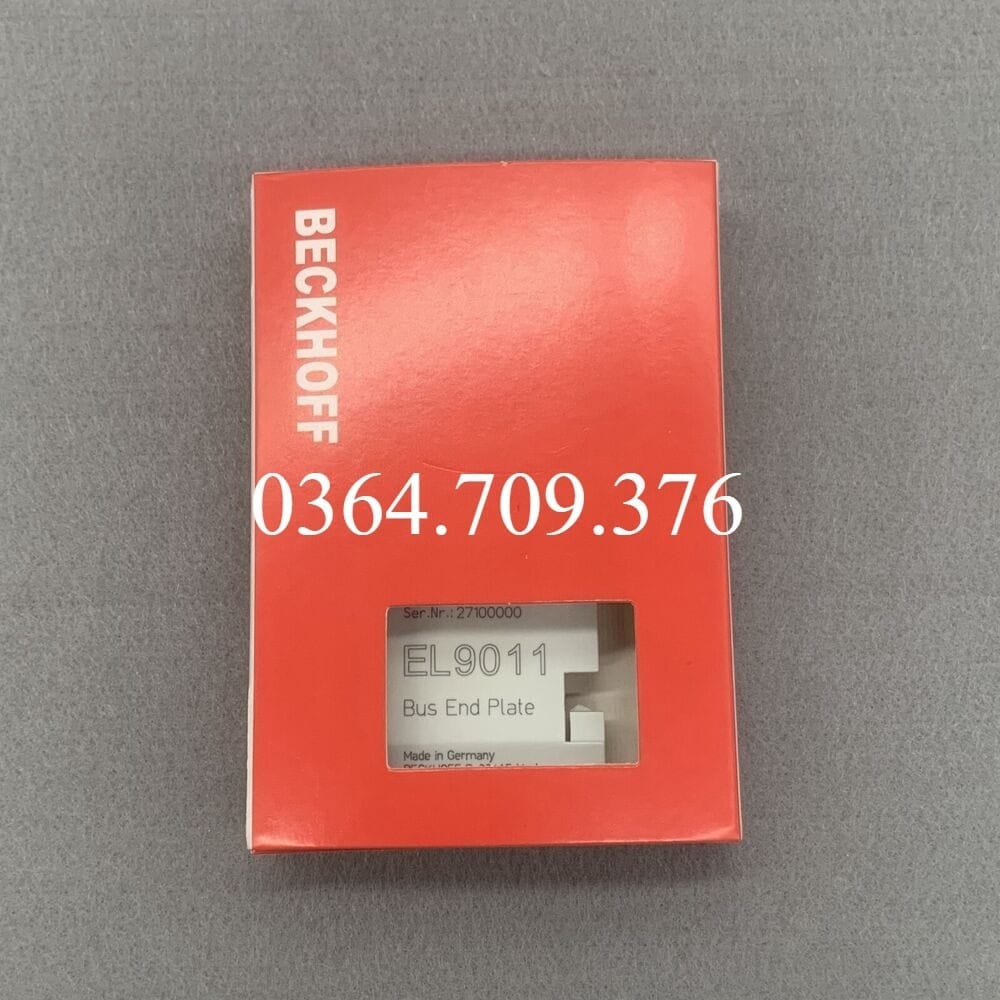 BECKHOFF
0364.709.376
Ser.Nr.: 27100000
EL9011
Bus End Plate
Made in Germany